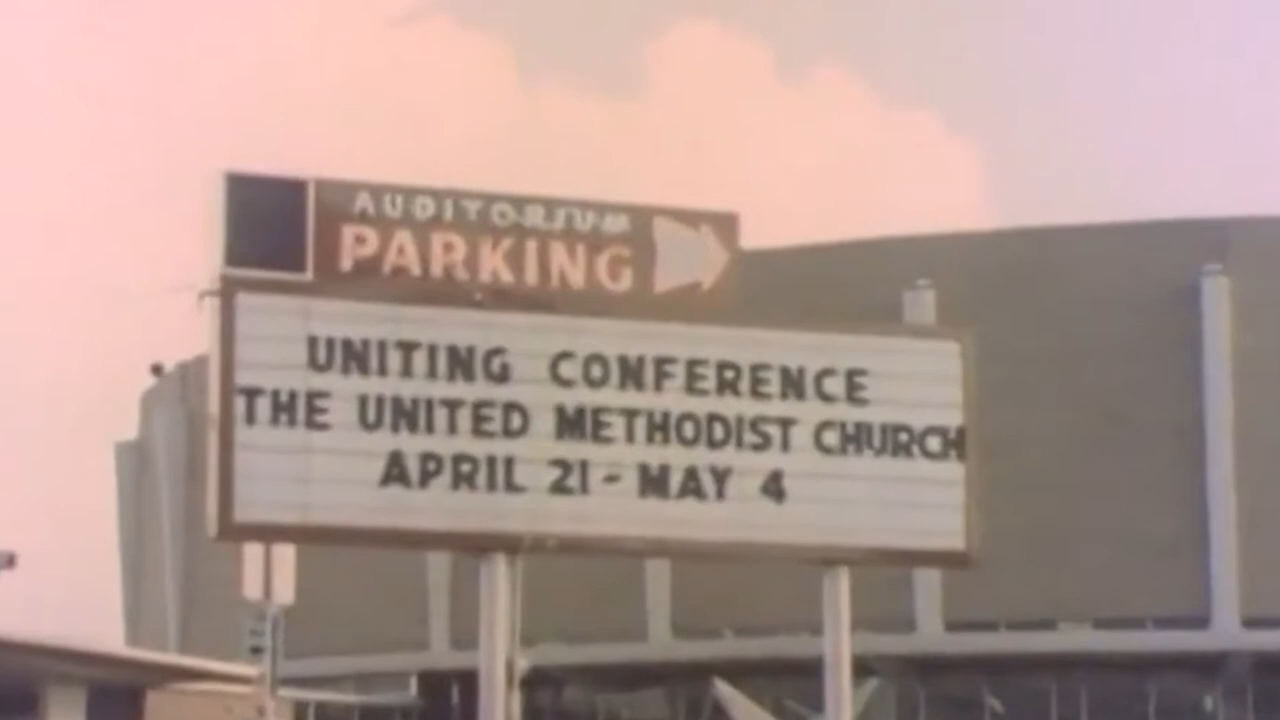 AUDITORIUM
PARKING
UNITING CONFERENCE
THE UNITED METHODIST CHURCH
APRIL 21 - MAY 4